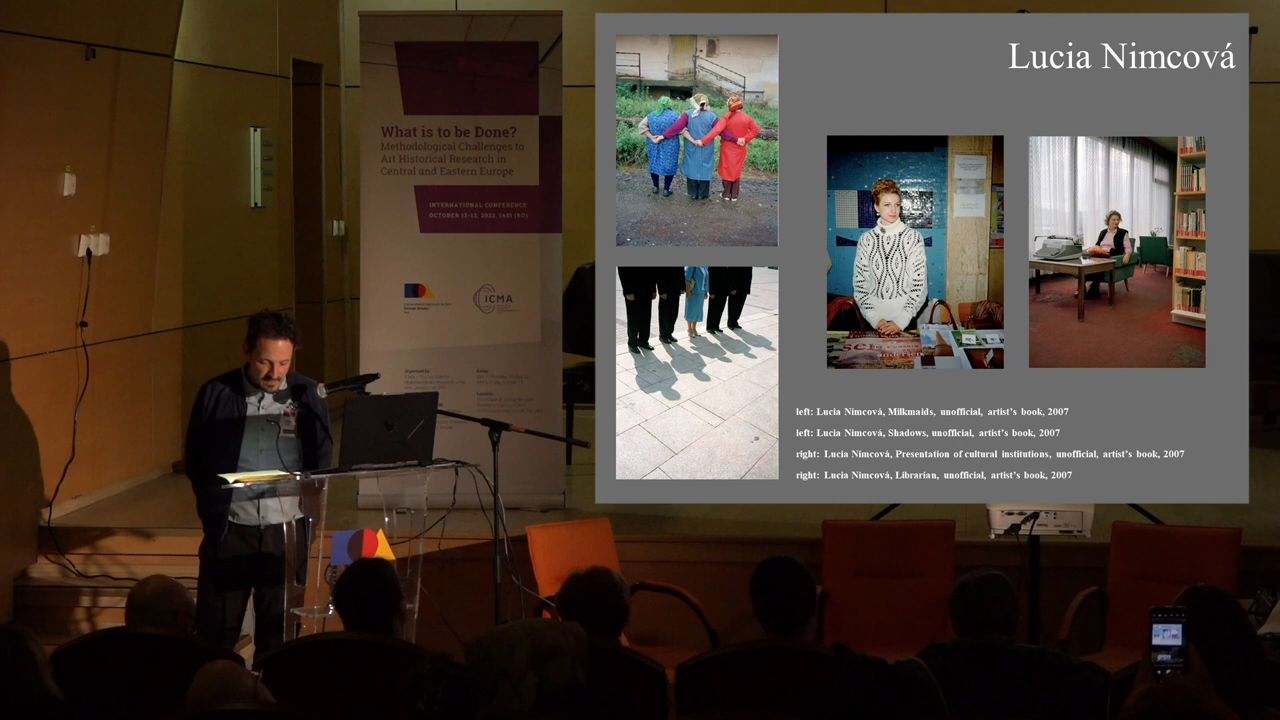 What is to be Done?
Methodological Challenges to
Art Historical Research in
Central and Eastern Europe
INTERNATIONAL CONFERENCE
ICMA
Lucia Nimcová
left: Lucia Nimcová, Milkmaids, unofficial, artist's book, 2007
left: Lucia Nimcová, Shadows, unofficial, artist's book, 2007
right: Lucia Nimcová, Presentation of cultural institutions, unofficial, artist's book, 2007
right: Lucia Nimcová, Librarian, unofficial, artist's book, 2007